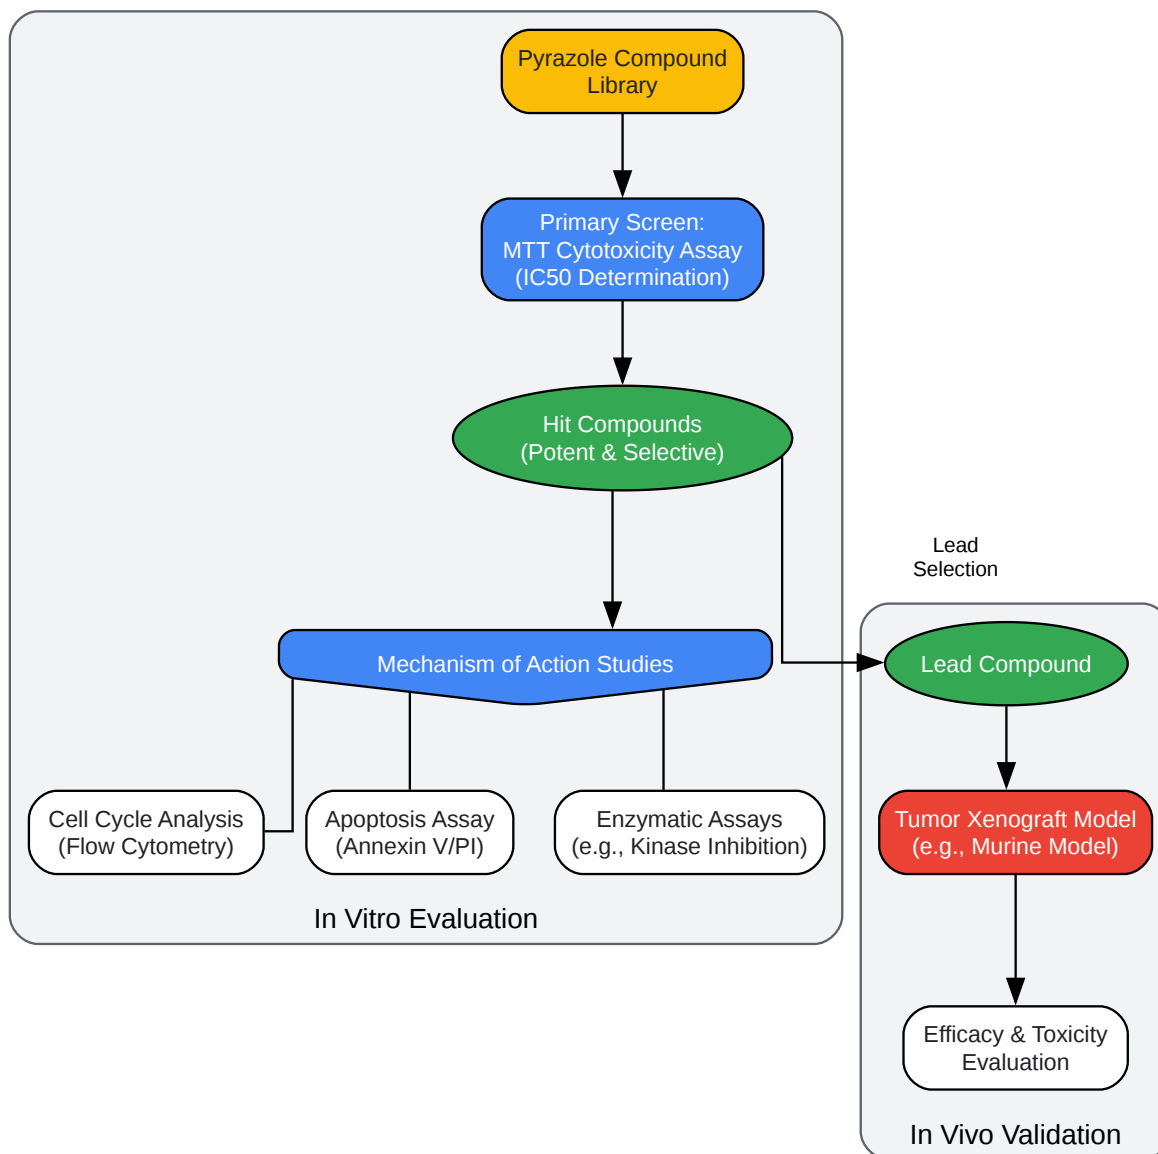 Pyrazole Compound
Library
Primary Screen:
MTT Cytotoxicity Assay
(IC50 Determination)
Hit Compounds
(Potent & Selective)
Lead
Selection
Mechanism of Action Studies
Lead Compound
Cell Cycle Analysis
(Flow Cytometry)
Apoptosis Assay
(Annexin V/PI)
Enzymatic Assays
(e.g., Kinase Inhibition)
Tumor Xenograft Model
(e.g., Murine Model)
In Vitro Evaluation
Efficacy & Toxicity
Evaluation
In Vivo Validation